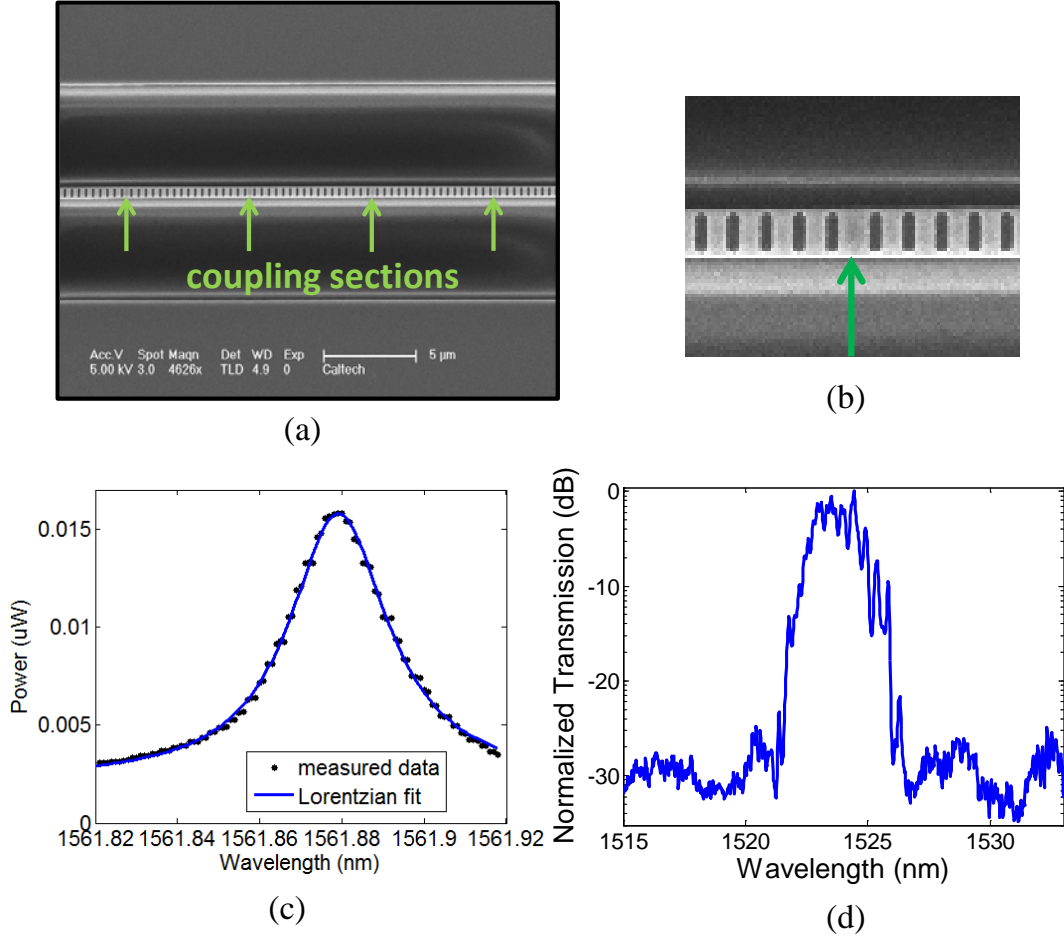 coupling sections
Acc.V Spot Magn Det WD Exp 5 µm
5.00 kV 3.0 4626x TLD 4.9 0 Caltech
(a)
(b)
Power (uW)
0.015
0.01
0.005
0
measured data
Lorentzian fit
1561.82 1561.84 1561.86 1561.88 1561.9 1561.92
Wavelength (nm)
(c)
Normalized Transmission (dB)
0
-10
-20
-30
1515 1520 1525 1530
Wavelength (nm)
(d)